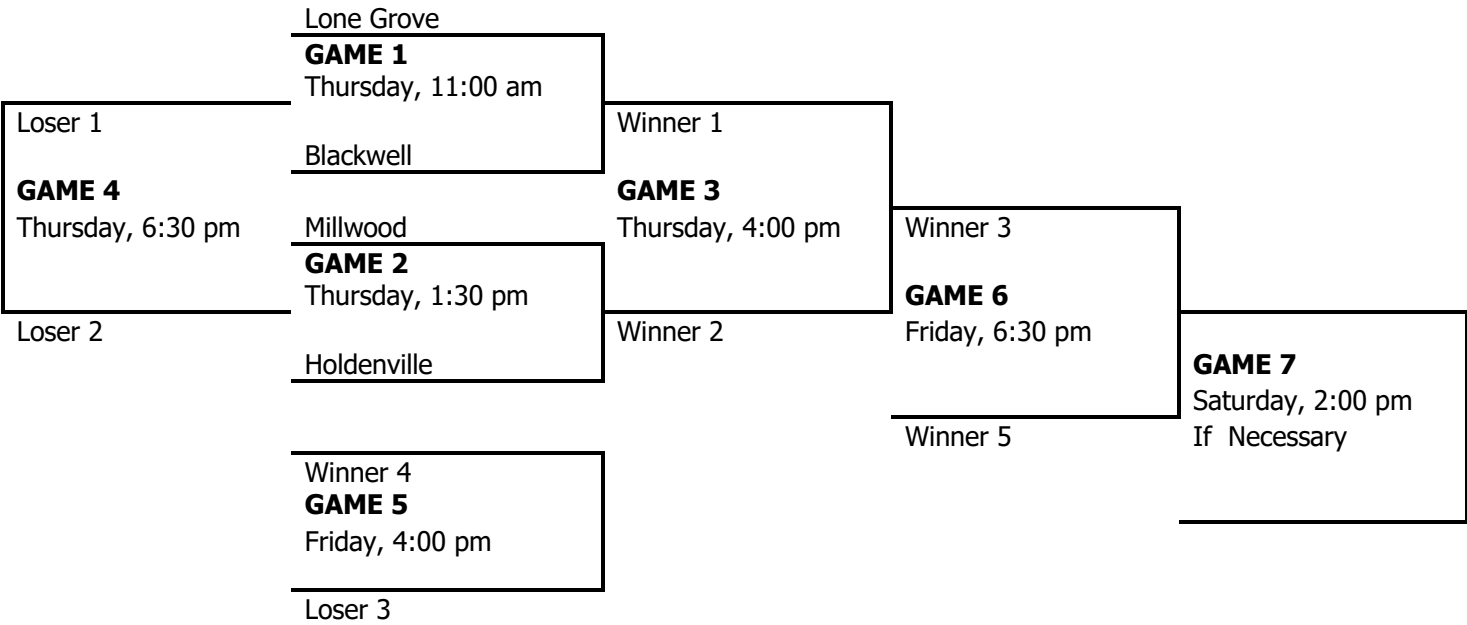 Lone Grove
GAME 1
Thursday, 11:00 am
Blackwell
Loser 1
GAME 4
Thursday, 6:30 pm
Loser 2
Millwood
GAME 2
Thursday, 1:30 pm
Holdenville
Winner 1
GAME 3
Thursday, 4:00 pm
Winner 2
Winner 4
GAME 5
Friday, 4:00 pm
Loser 3
Winner 3
GAME 6
Friday, 6:30 pm
Winner 5
GAME 7
Saturday, 2:00 pm
If Necessary